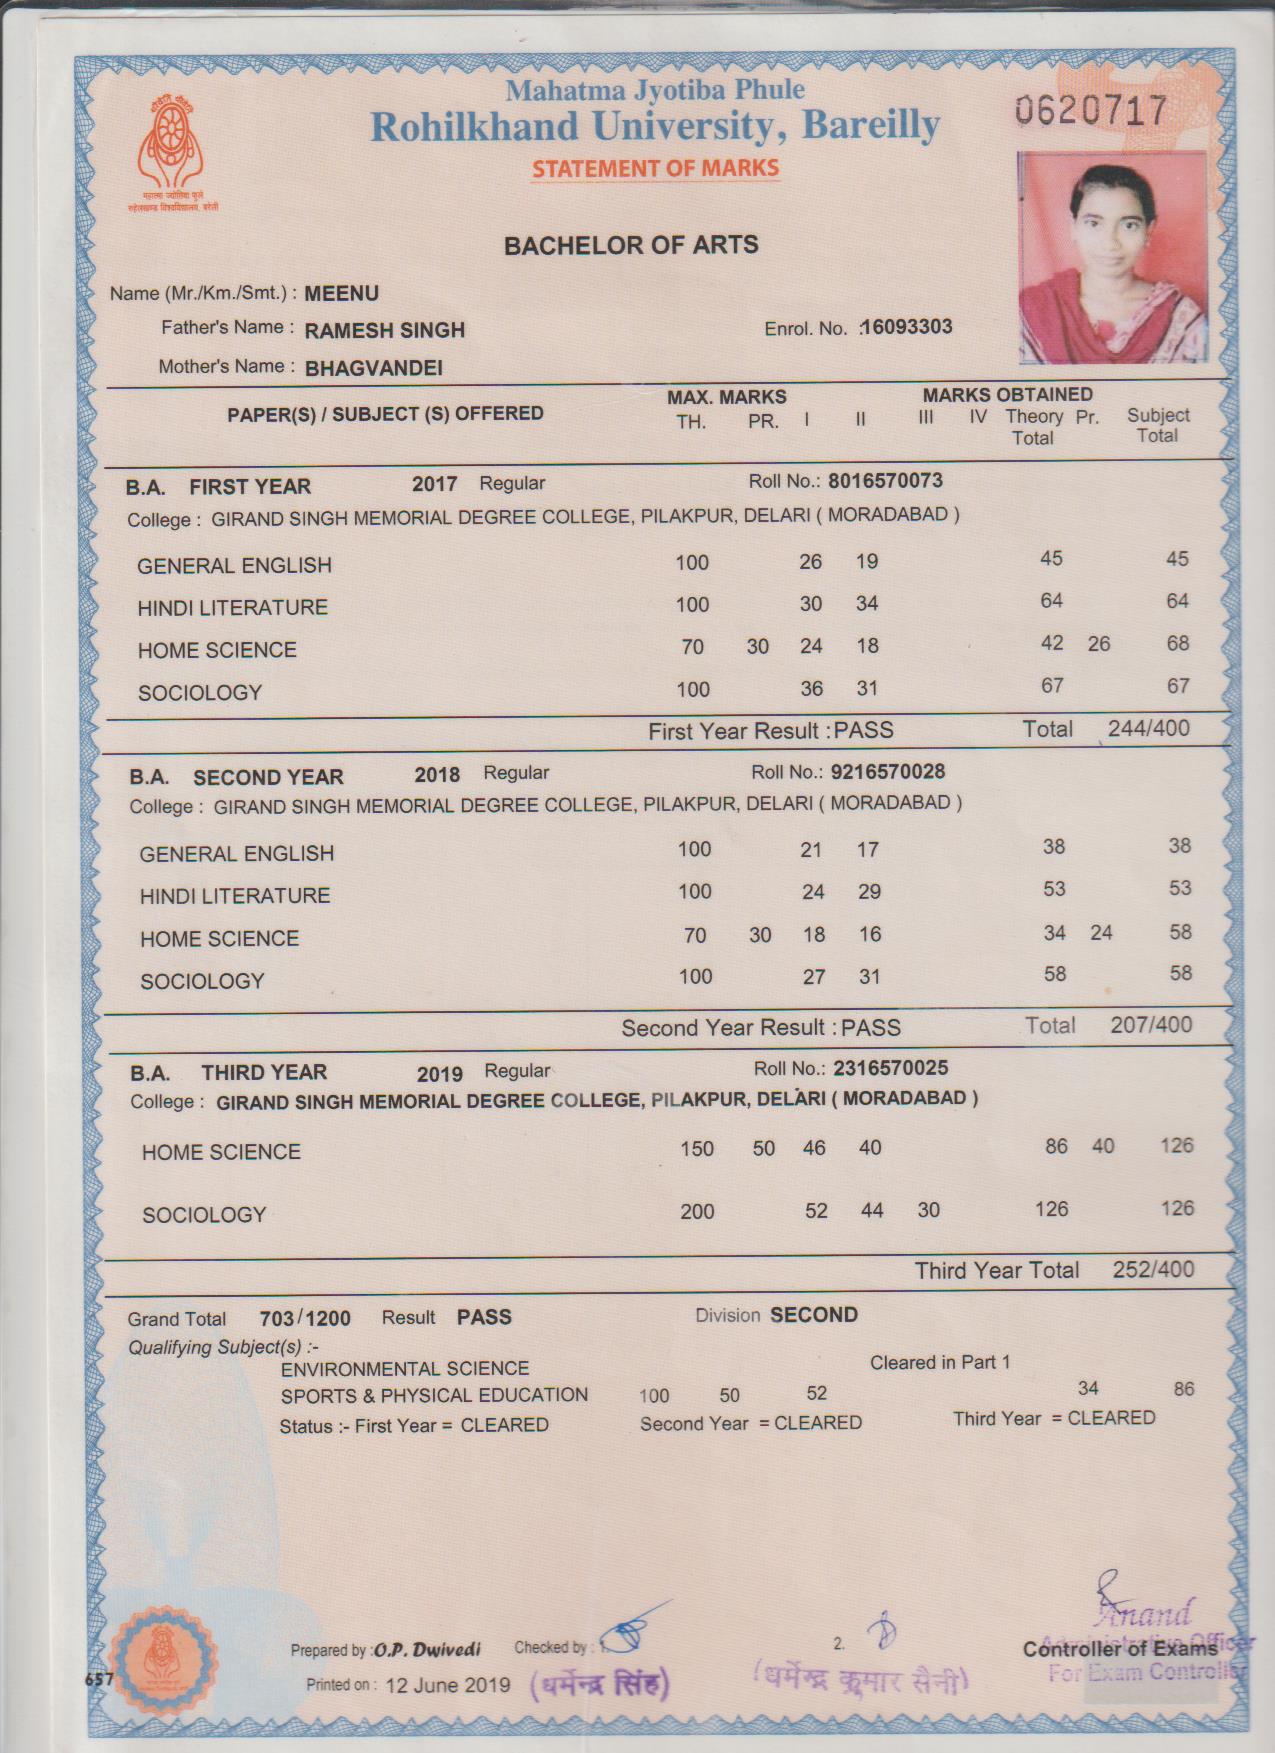 Mahatma Jyotiba Phule
Rohilkhand University, Bareilly
STATEMENT OF MARKS
0620717
महात्मा ज्योतिबा फुले
रुहेलखण्ड विश्वविद्यालय, बरेली
BACHELOR OF ARTS
Name (Mr./Km./Smt.) : MEENU
Father's Name : RAMESH SINGH Enrol. No. :16093303
Mother's Name : BHAGVANDEI
PAPER(S) / SUBJECT (S) OFFERED MAX. MARKS MARKS OBTAINED
TH. PR. I II III IV Theory Total Pr. Subject Total
B.A. FIRST YEAR 2017 Regular Roll No.: 8016570073
College : GIRAND SINGH MEMORIAL DEGREE COLLEGE, PILAKPUR, DELARI ( MORADABAD )
GENERAL ENGLISH 100 26 19 45 45
HINDI LITERATURE 100 30 34 64 64
HOME SCIENCE 70 30 24 18 42 26 68
SOCIOLOGY 100 36 31 67 67
First Year Result : PASS Total 244/400
B.A. SECOND YEAR 2018 Regular Roll No.: 9216570028
College : GIRAND SINGH MEMORIAL DEGREE COLLEGE, PILAKPUR, DELARI ( MORADABAD )
GENERAL ENGLISH 100 21 17 38 38
HINDI LITERATURE 100 24 29 53 53
HOME SCIENCE 70 30 18 16 34 24 58
SOCIOLOGY 100 27 31 58 58
Second Year Result : PASS Total 207/400
B.A. THIRD YEAR 2019 Regular Roll No.: 2316570025
College : GIRAND SINGH MEMORIAL DEGREE COLLEGE, PILAKPUR, DELARI ( MORADABAD )
HOME SCIENCE 150 50 46 40 86 40 126
SOCIOLOGY 200 52 44 30 126 126
Third Year Total 252/400
Grand Total 703/1200 Result PASS Division SECOND
Qualifying Subject(s) :-
ENVIRONMENTAL SCIENCE Cleared in Part 1
SPORTS & PHYSICAL EDUCATION 100 50 52 34 86
Status :- First Year = CLEARED Second Year = CLEARED Third Year = CLEARED
Anand
Prepared by : O.P. Dwivedi Checked by : 1. 2. Controller of Exams
Administrative Officer
For Exam Controller
657 Printed on : 12 June 2019 (धर्मेन्द्र सिंह) (धर्मेन्द्र कुमार सैनी)